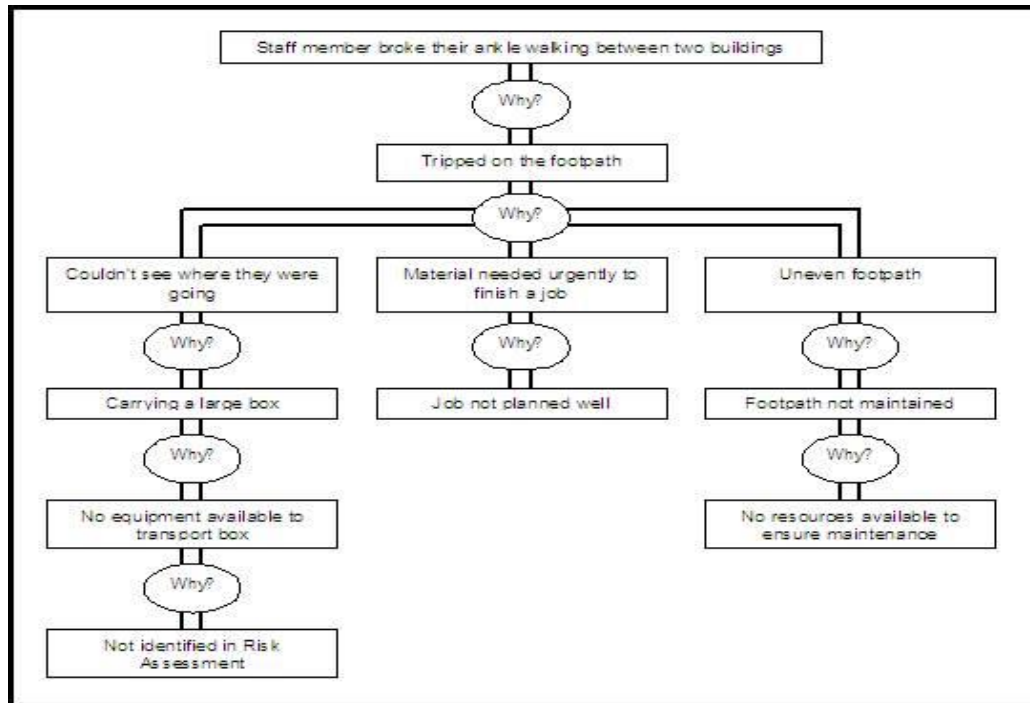 Staff member broke their ankle walking between two buildings
Why?
Tripped on the footpath
Why?
Couldn't see where they were
going
Material needed urgently to
finish a job
Uneven footpath
Why?
Why?
Why?
Carrying a large box
Job not planned well
Footpath not maintained
Why?
Why?
No equipment available to
transport box
No resources available to
ensure maintenance
Why?
Not identified in Risk
Assessment